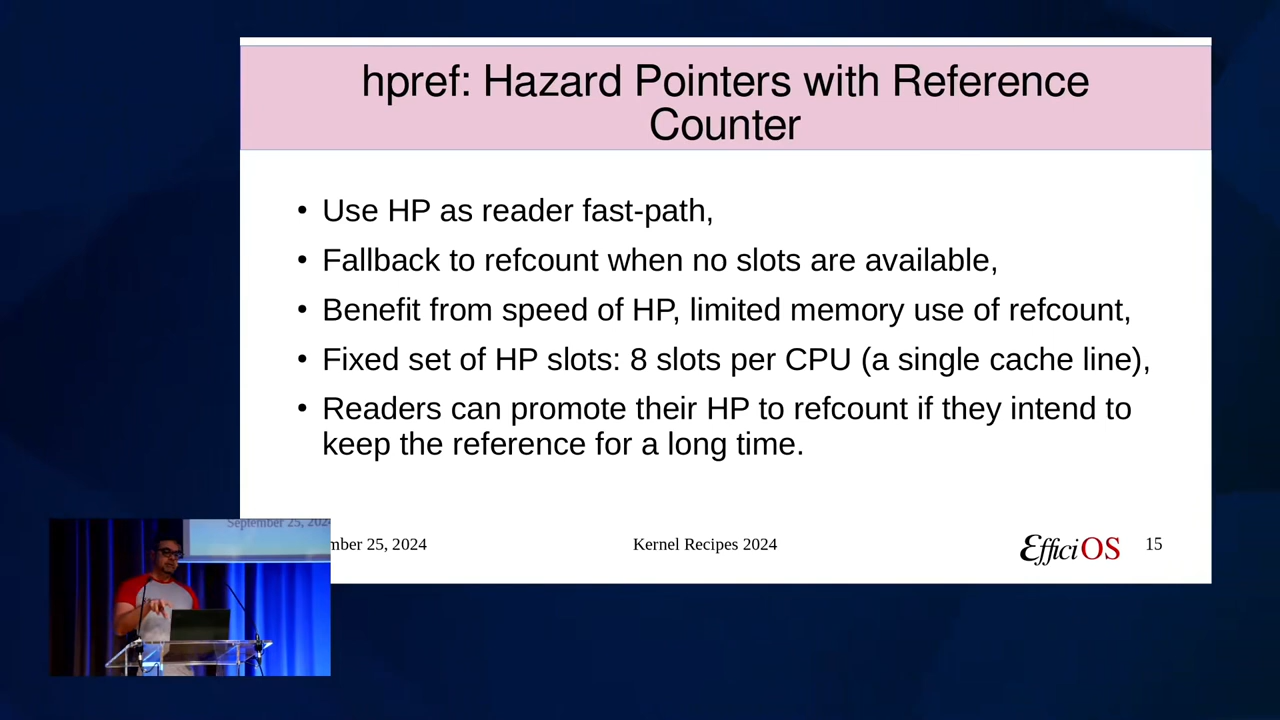 hpref: Hazard Pointers with Reference
Counter
• Use HP as reader fast-path,
• Fallback to refcount when no slots are available,
• Benefit from speed of HP, limited memory use of refcount,
• Fixed set of HP slots: 8 slots per CPU (a single cache line),
• Readers can promote their HP to refcount if they intend to
keep the reference for a long time.
September 25, 202
mber 25, 2024
Kernel Recipes 2024
EfficiOS
15